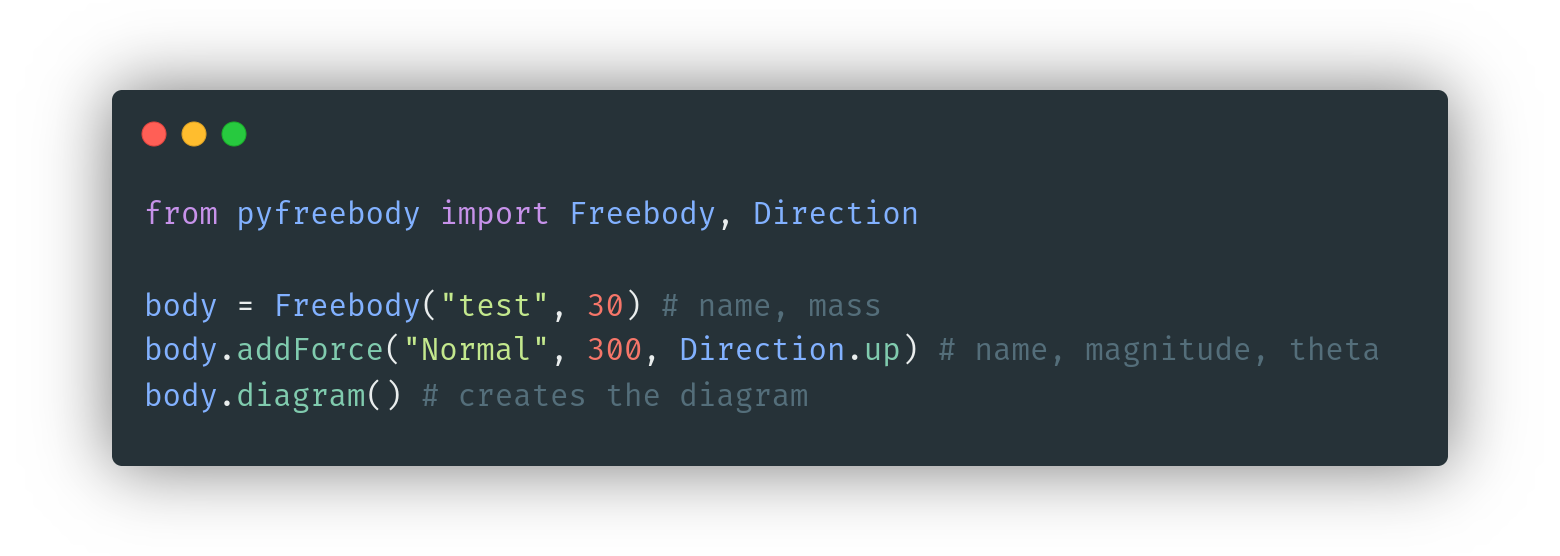 from pyfreebody import Freebody, Direction
body = Freebody("test", 30) # name, mass
body.addForce("Normal", 300, Direction.up) # name, magnitude, theta
body.diagram() # creates the diagram